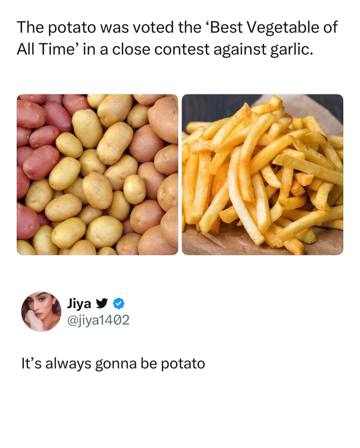 The potato was voted the ‘Best Vegetable of
All Time’ in a close contest against garlic.
Jiya
@jiya1402
It’s always gonna be potato